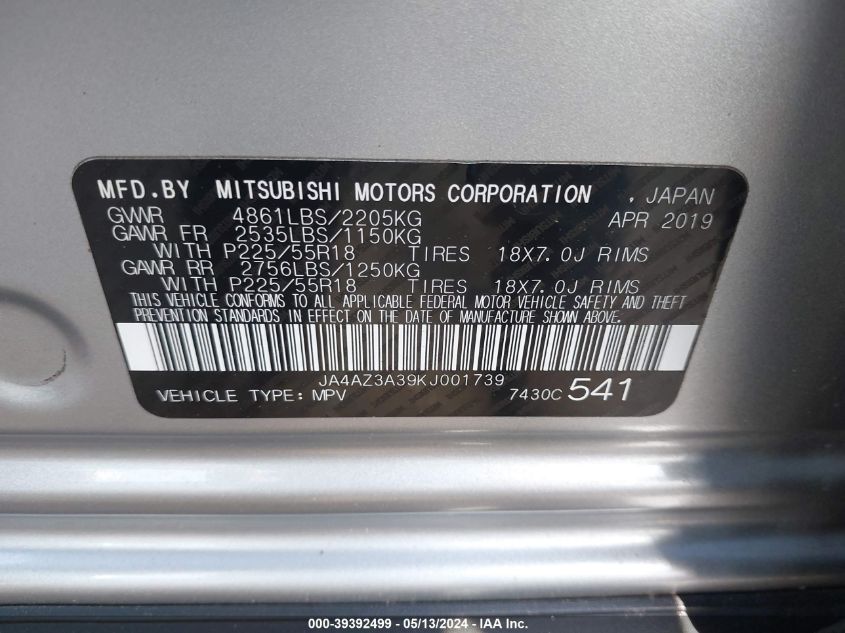 MFD.BY MITSUBISHI MOTORS CORPORATION , JAPAN
GVWR 4861LBS/2205KG APR 2019
GAWR FR 2535LBS/1150KG
WITH P225/55R18 TIRES 18X7.0J RIMS
GAWR RR 2756LBS/1250KG
WITH P225/55R18 TIRES 18X7.0J RIMS
THIS VEHICLE CONFORMS TO ALL APPLICABLE FEDERAL MOTOR VEHICLE SAFETY AND THEFT
PREVENTION STANDARDS IN EFFECT ON THE DATE OF MANUFACTURE SHOWN ABOVE.
JA4AZ3A39KJ001739
VEHICLE TYPE: MPV 7430C 541
000-39392499 - 05/13/2024 - IAA Inc.